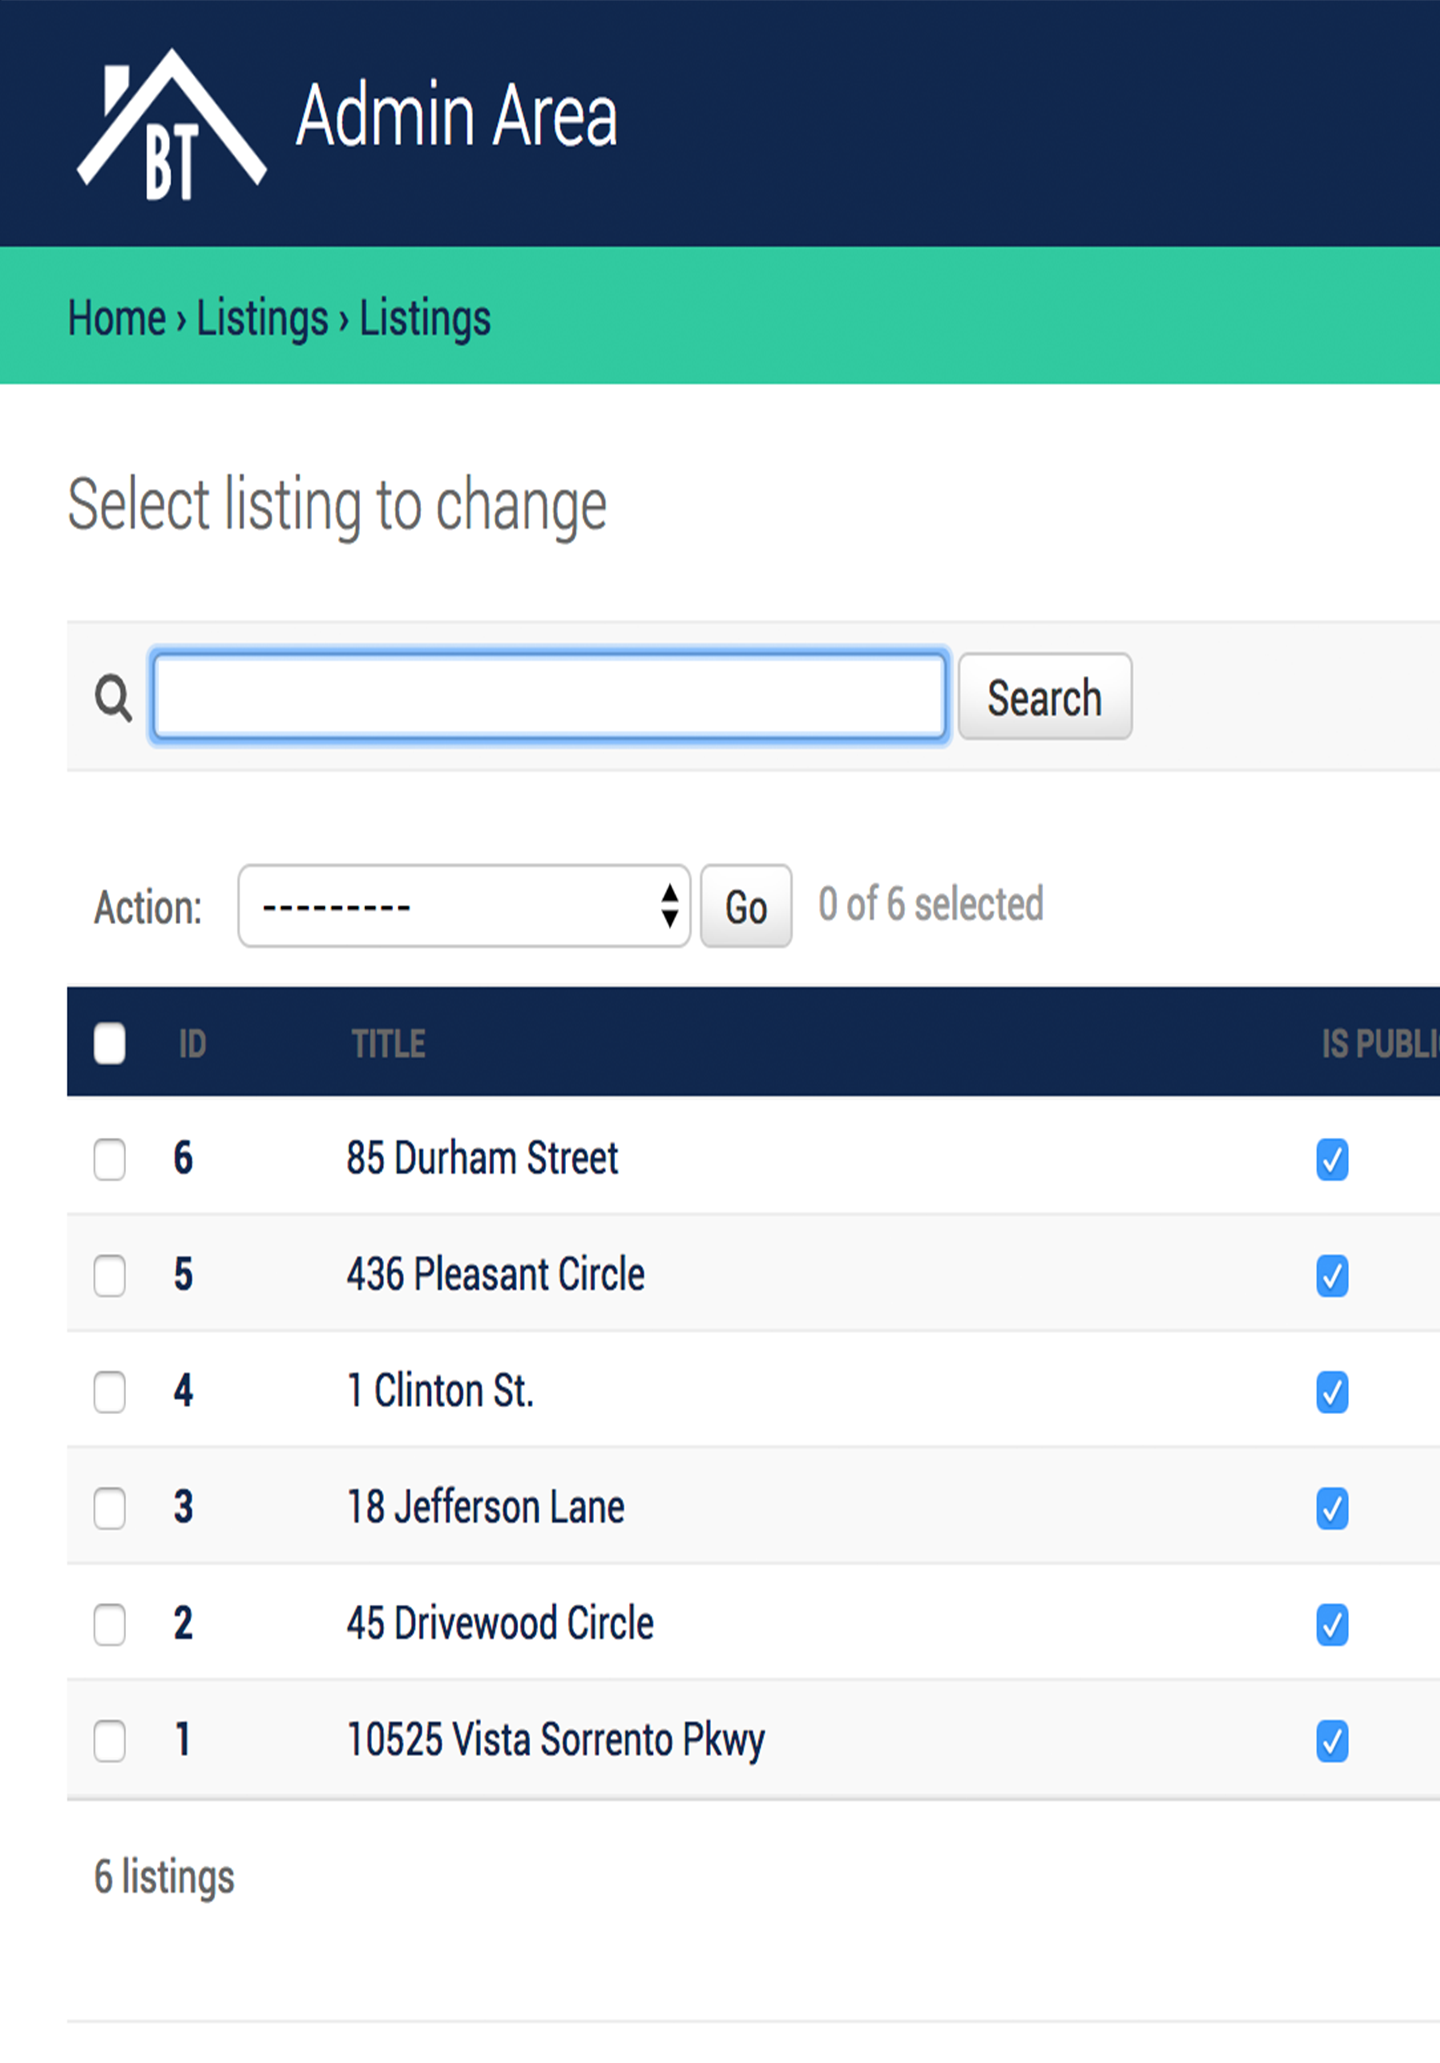 BT
Admin Area
Home › Listings › Listings
Select listing to change
Search
Action: --------- Go 0 of 6 selected
ID TITLE IS PUBLI
6 85 Durham Street
5 436 Pleasant Circle
4 1 Clinton St.
3 18 Jefferson Lane
2 45 Drivewood Circle
1 10525 Vista Sorrento Pkwy
6 listings